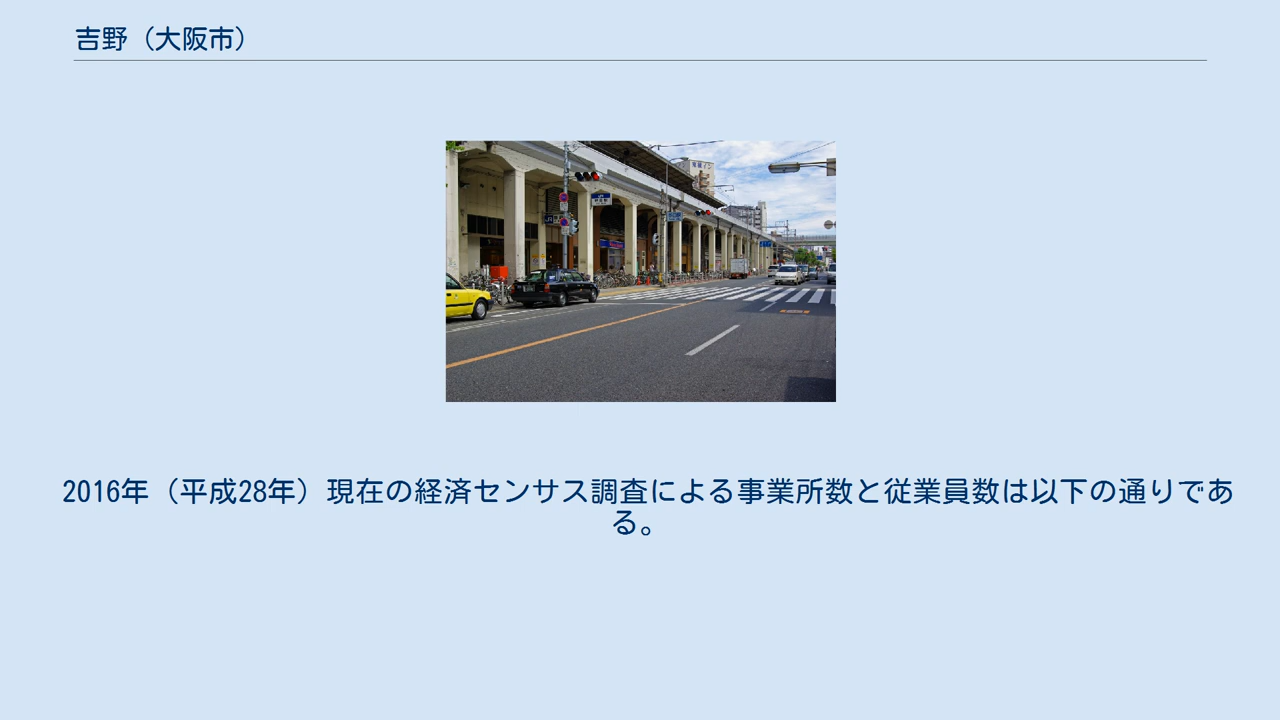 吉野（大阪市）
2016年（平成28年）現在の経済センサス調査による事業所数と従業員数は以下の通りであ
る。